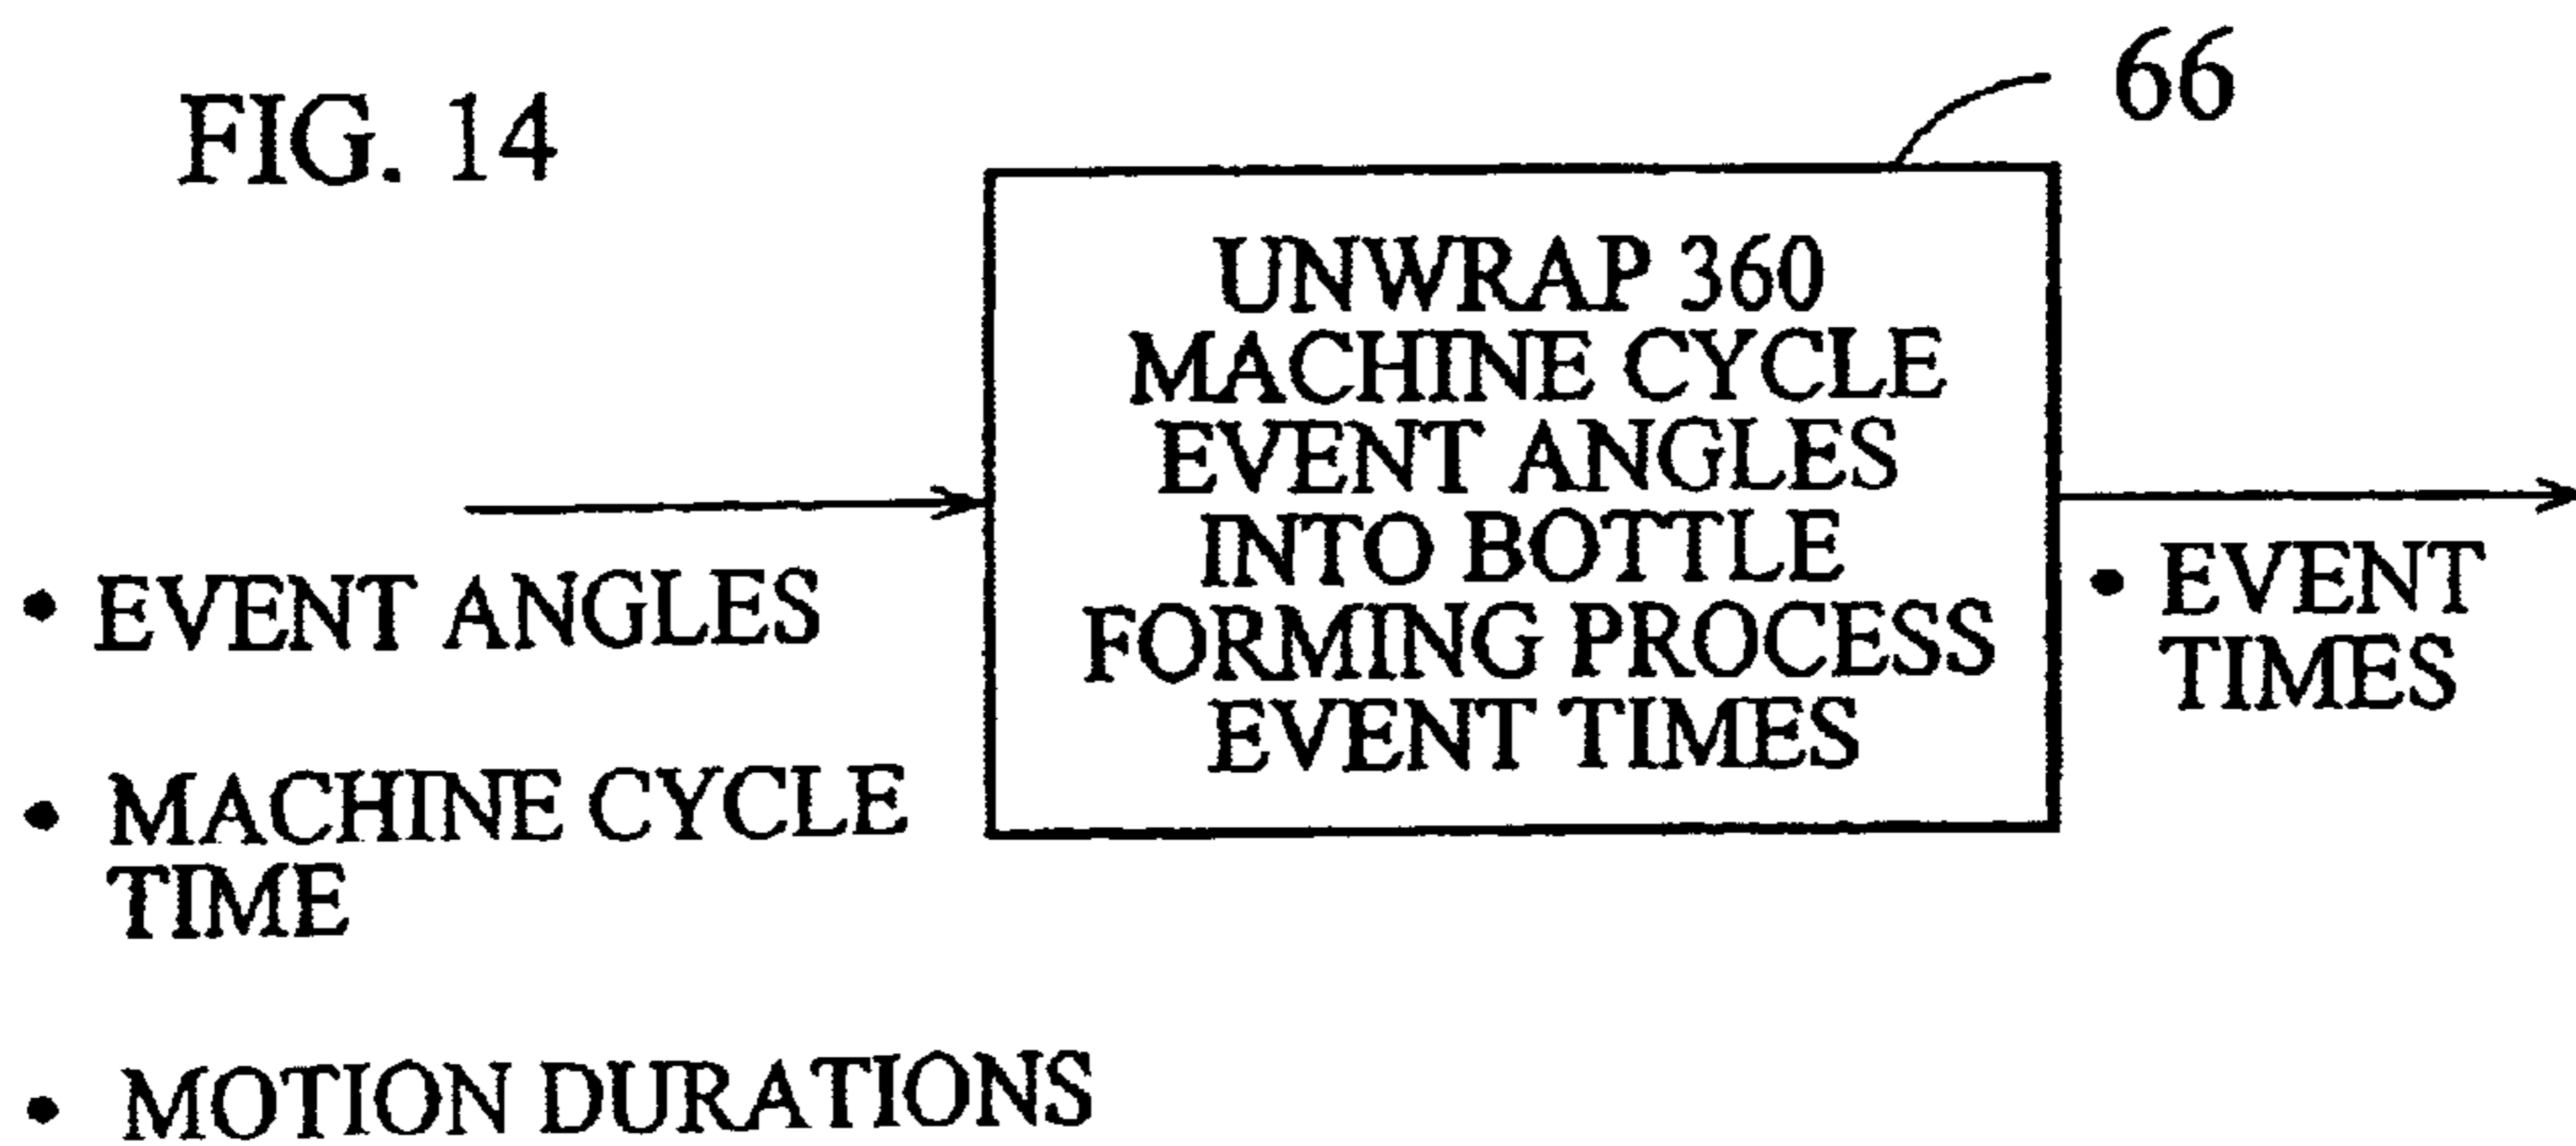 FIG. 14
66
UNWRAP 360
MACHINE CYCLE
EVENT ANGLES
INTO BOTTLE
FORMING PROCESS
EVENT TIMES
• EVENT ANGLES
• MACHINE CYCLE
TIME
• MOTION DURATIONS
• EVENT
TIMES